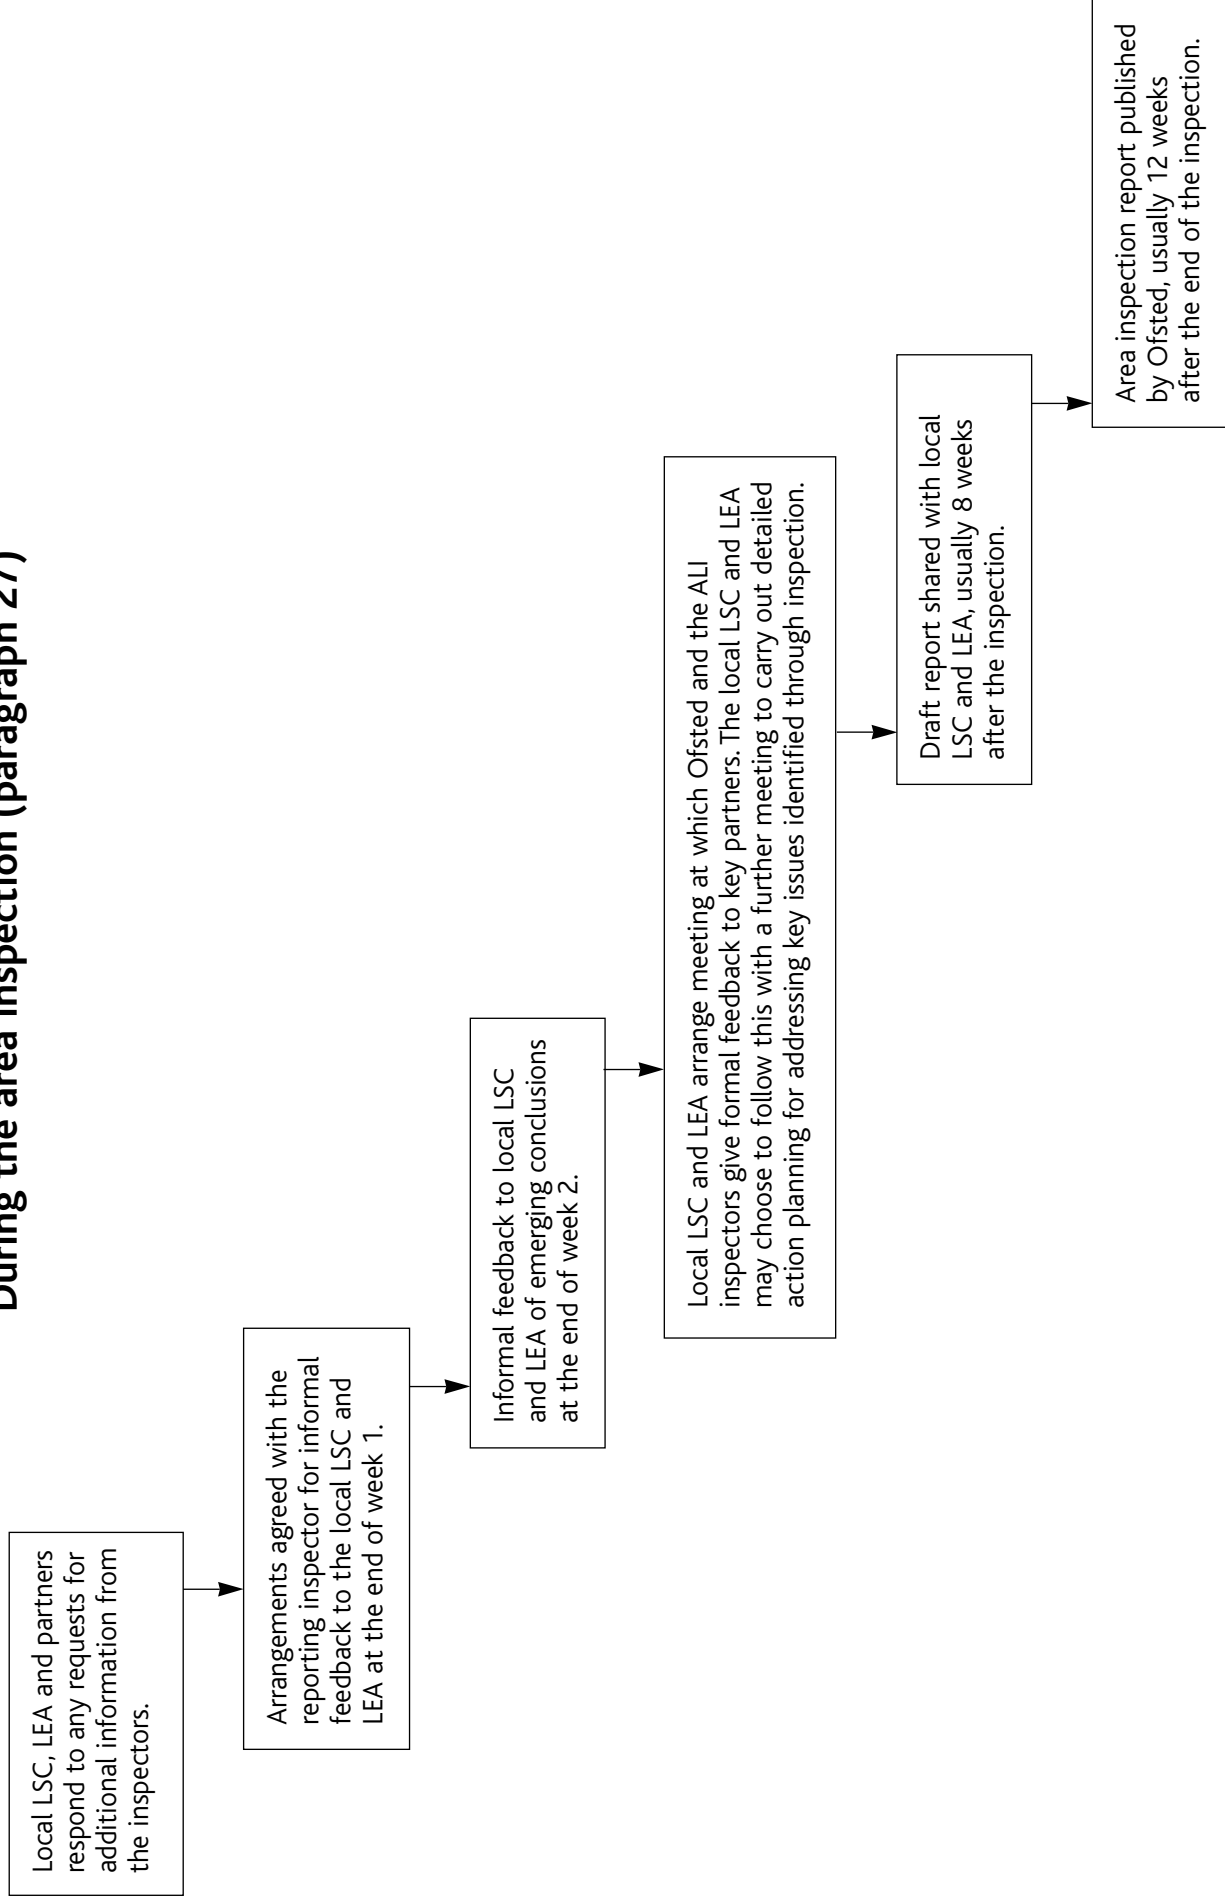 During the area inspection (paragraph 27)
Local LSC, LEA and partners
respond to any requests for
additional information from
the inspectors.
Arrangements agreed with the
reporting inspector for informal
feedback to the local LSC and
LEA at the end of week 1.
Informal feedback to local LSC
and LEA of emerging conclusions
at the end of week 2.
Local LSC and LEA arrange meeting at which Ofsted and the ALI
inspectors give formal feedback to key partners. The local LSC and LEA
may choose to follow this with a further meeting to carry out detailed
action planning for addressing key issues identified through inspection.
Draft report shared with local
LSC and LEA, usually 8 weeks
after the inspection.
Area inspection report published
by Ofsted, usually 12 weeks
after the end of the inspection.